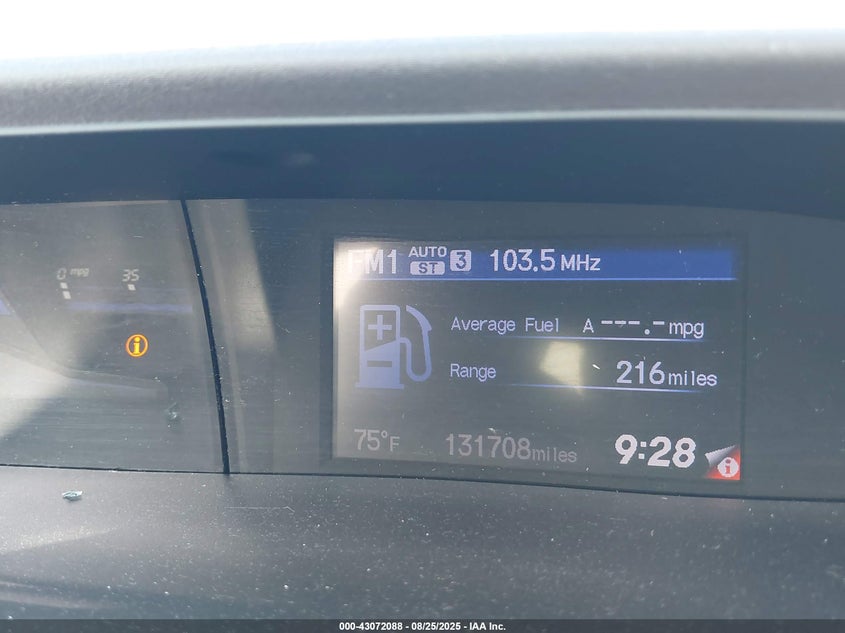 FM1 AUTO ST 3 103.5 MHz
0 mpg 35
Average Fuel A ---.- mpg
Range 216 miles
75°F 131708 miles 9:28
000-43072088 - 08/25/2025 - IAA Inc.